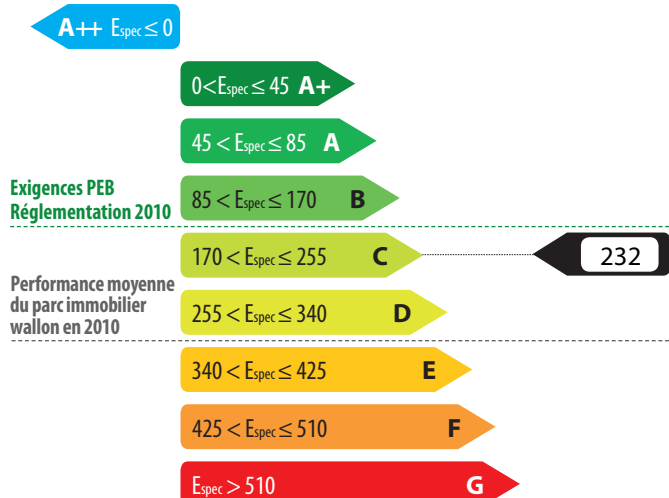 A++ Espec ≤ 0
0<Espec ≤ 45 A+
45 < Espec ≤ 85 A
Exigences PEB
Réglementation 2010
85 < Espec ≤ 170 B
170 < Espec ≤ 255 C
232
Performance moyenne
du parc immobilier
wallon en 2010
255 < Espec ≤ 340 D
340 < Espec ≤ 425 E
425 < Espec ≤ 510 F
Espec > 510 G